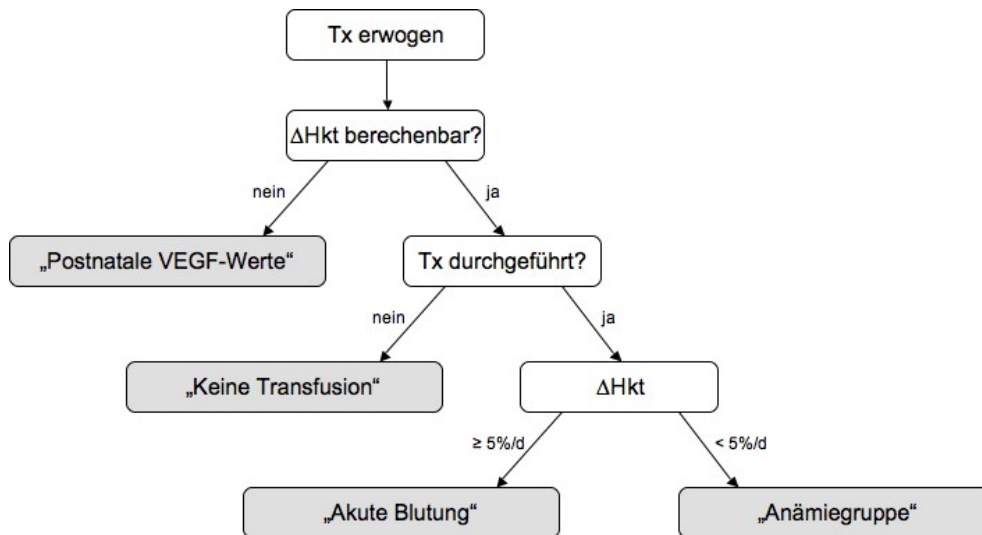 Tx erwogen
ΔHkt berechenbar?
nein
ja
„Postnatale VEGF-Werte“
Tx durchgeführt?
nein
ja
„Keine Transfusion“
ΔHkt
≥ 5%/d
< 5%/d
„Akute Blutung“
„Anämiegruppe“